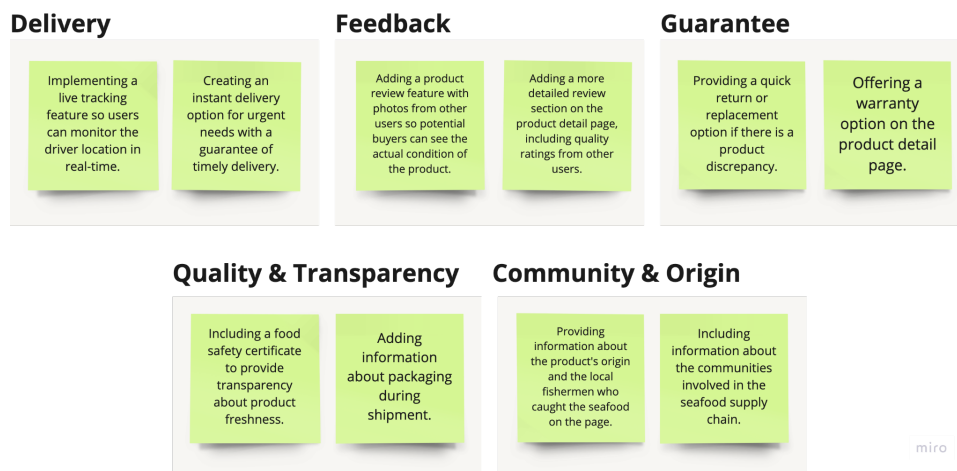 Delivery
Implementing a
live tracking
feature so users
can monitor the
driver location in
real-time.
Creating an
instant delivery
option for urgent
needs with a
guarantee of
timely delivery.
Feedback
Adding a product
review feature with
photos from other
users so potential
buyers can see the
actual condition of
the product.
Adding a more
detailed review
section on the
product detail page,
including quality
ratings from other
users.
Guarantee
Providing a quick
return or
replacement
option if there is a
product
discrepancy.
Offering a
warranty
option on the
product detail
page.
Quality & Transparency
Including a food
safety certificate
to provide
transparency
about product
freshness.
Adding
information
about packaging
during
shipment.
Community & Origin
Providing
information about
the product's origin
and the local
fishermen who
caught the seafood
on the page.
Including
information about
the communities
involved in the
seafood supply
chain.
miro